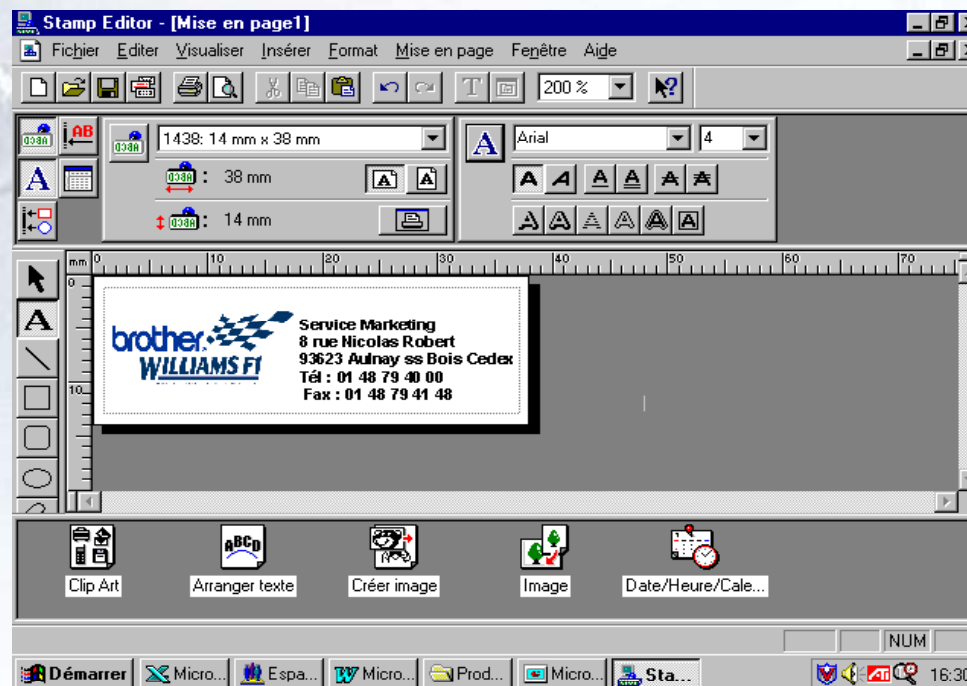 Stamp Editor - [Mise en page1]
Fichier Editer Visualiser Insérer Format Mise en page Fenêtre Aide
200 %
1438: 14 mm x 38 mm
Arial 4
38 mm
14 mm
mm 0 10 20 30 40 50 60 70
0
10
brother
WILLIAMS F1
Service Marketing
8 rue Nicolas Robert
93623 Aulnay ss Bois Cedex
Tél : 01 48 79 40 00
Fax : 01 48 79 41 48
Clip Art Arranger texte Créer image Image Date/Heure/Cale...
NUM
Démarrer Micro... Espa... Micro... Prod... Micro... Sta... 16:30